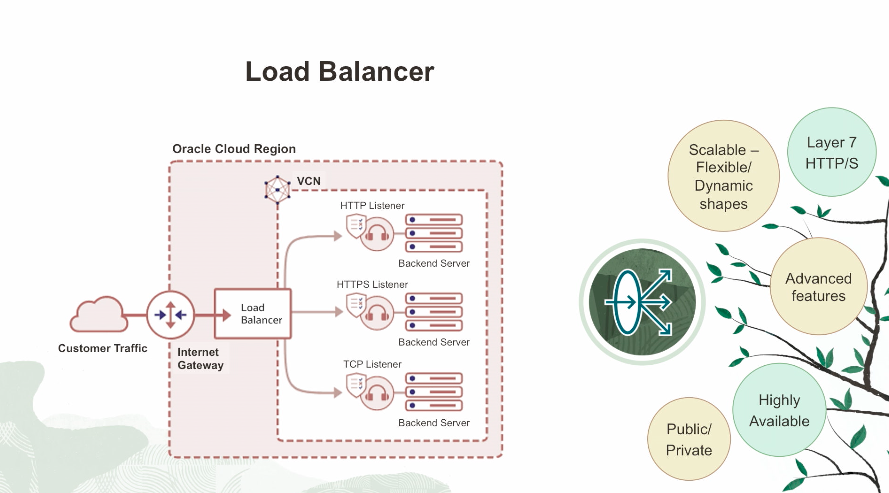 Load Balancer
Oracle Cloud Region
VCN
HTTP Listener
Backend Server
HTTPS Listener
Backend Server
TCP Listener
Backend Server
Load
Balancer
Customer Traffic
Internet
Gateway
Scalable –
Flexible/
Dynamic
shapes
Layer 7
HTTP/S
Advanced
features
Highly
Available
Public/
Private